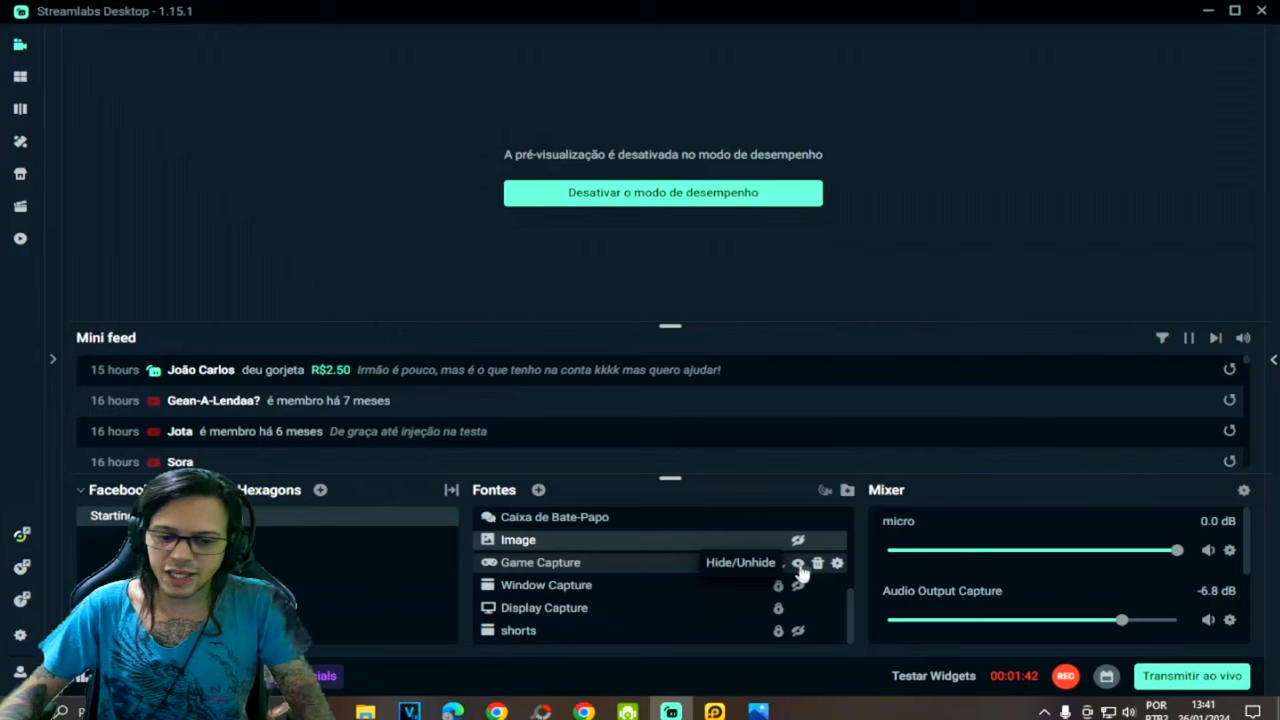 Streamlabs Desktop - 1.15.1
A pré-visualização é desativada no modo de desempenho
Desativar o modo de desempenho
Mini feed
15 hours João Carlos deu gorjeta R$2.50 Irmão é pouco, mas é o que tenho na conta kkkk mas quero ajudar!
16 hours Gean-A-Lendaa? é membro há 7 meses
16 hours Jota é membro há 6 meses De graça até injeção na testa
16 hours Sora
Hexagons
Fontes
Mixer
Caixa de Bate-Papo
Image
Game Capture
Hide/Unhide
Window Capture
Display Capture
shorts
micro 0.0 dB
Audio Output Capture -6.8 dB
Testar Widgets 00:01:42 REC Transmitir ao vivo
POR
PTB2
13:41
26/01/2024